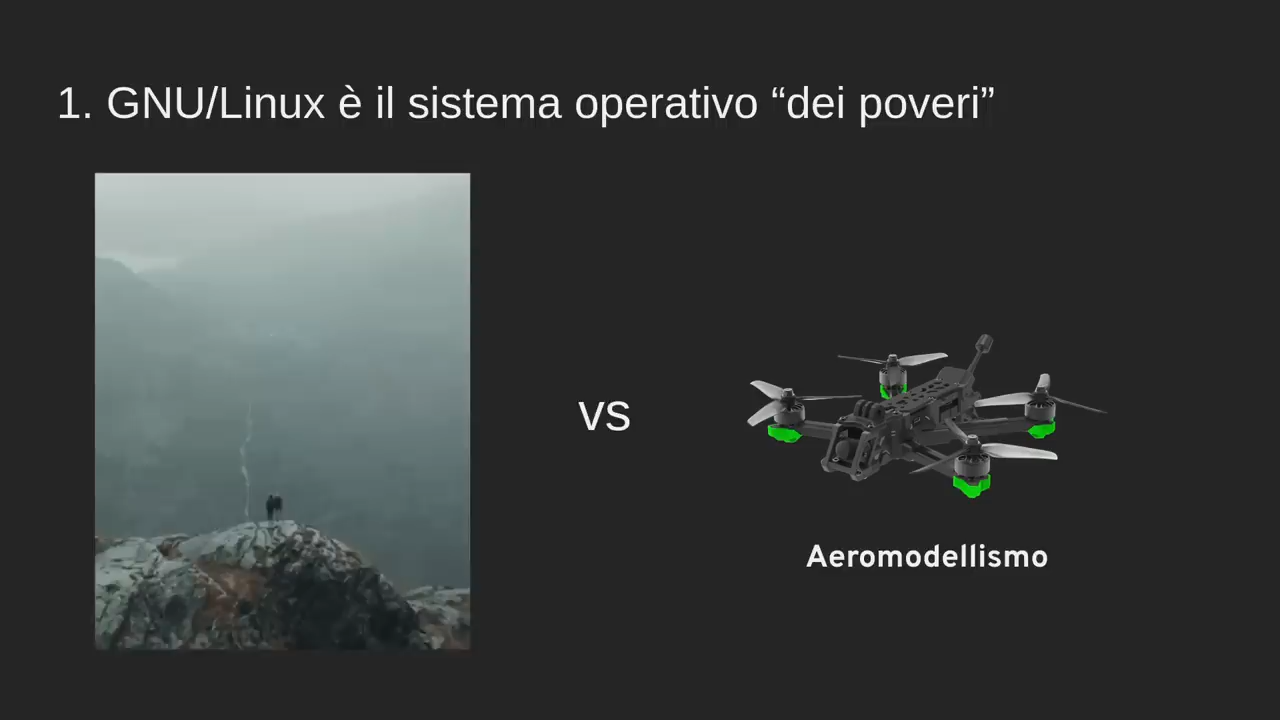 1. GNU/Linux è il sistema operativo “dei poveri”
vs
Aeromodellismo